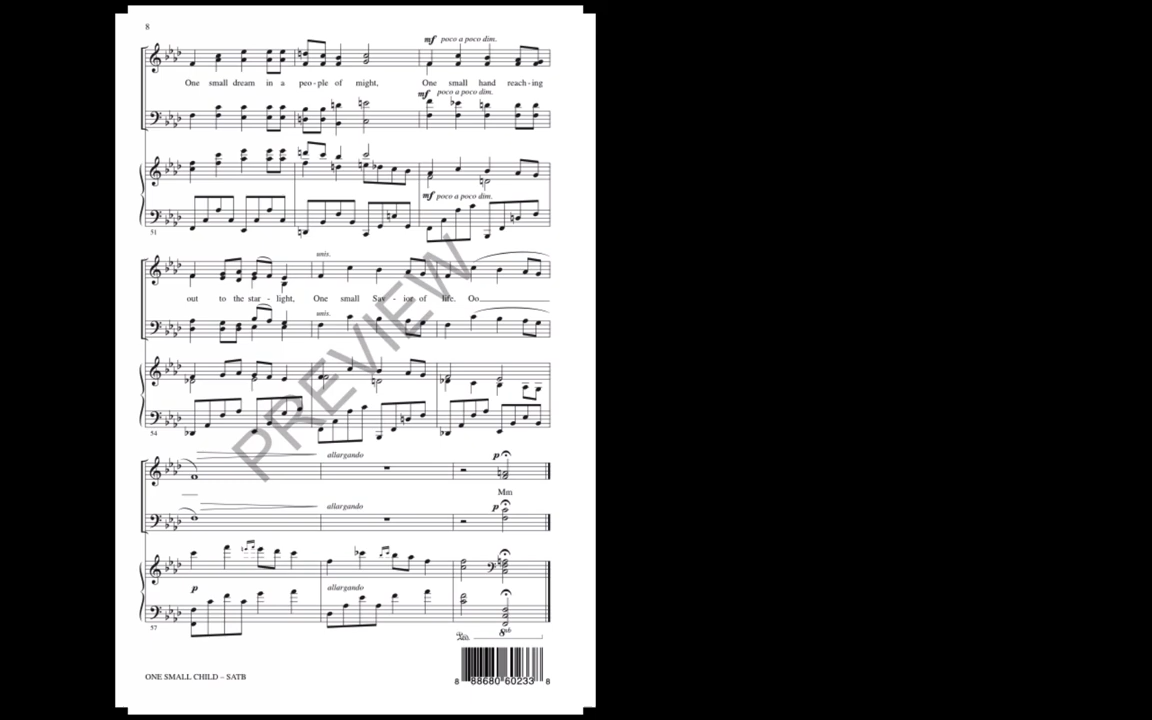 8
mf poco a poco dim.
One small dream in a peo - ple of might, One small hand reach - ing
mf poco a poco dim.
mf poco a poco dim.
51
unis.
out to the star - light, One small Sav - ior of life. Oo
unis.
54
allargando
p
Mm
allargando
p
p
allargando
57
Ped.
8vb
PREVIEW
ONE SMALL CHILD – SATB
8 88680 60233 8